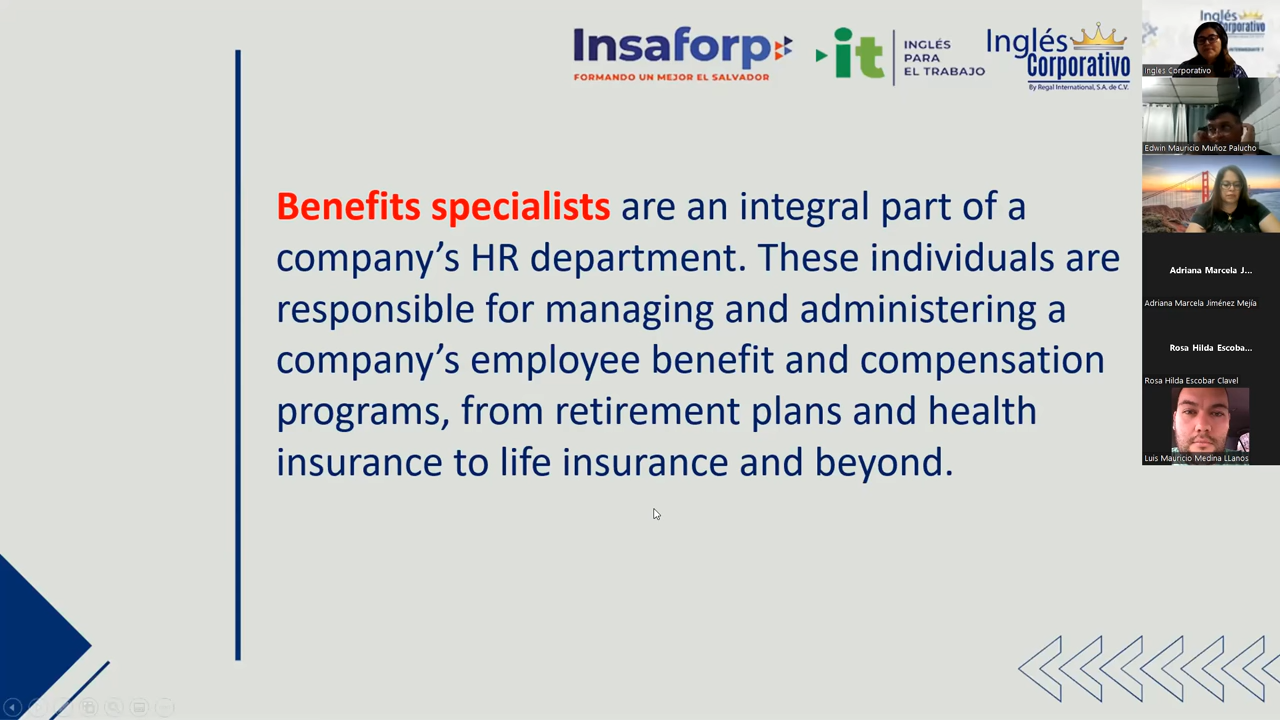 Insaforp
FORMANDO UN MEJOR EL SALVADOR
it
INGLÉS
PARA
EL TRABAJO
Inglés
Corporativo
By Regal International, S.A. de C.V.
Benefits specialists are an integral part of a
company’s HR department. These individuals are
responsible for managing and administering a
company’s employee benefit and compensation
programs, from retirement plans and health
insurance to life insurance and beyond.
Inglés
Corporativo
Ingles Corporativo
Edwin Mauricio Muñoz Palucho
Adriana Marcela J...
Adriana Marcela Jiménez Mejía
Rosa Hilda Escoba...
Rosa Hilda Escobar Clavel
Luis Mauricio Medina LLanos